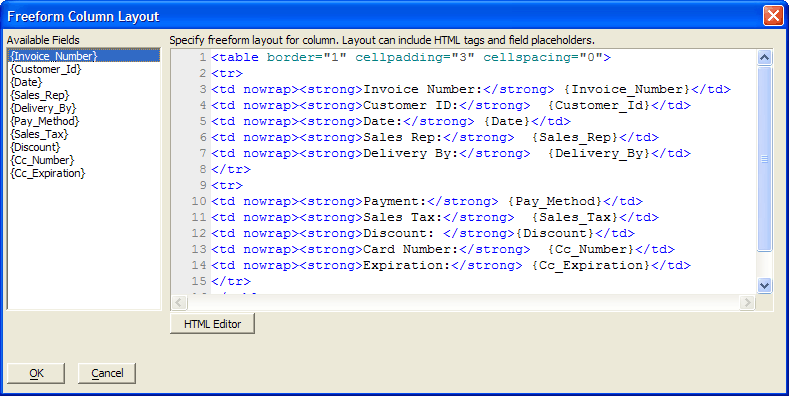 Freeform Column Layout
Available Fields
{Invoice_Number}
{Customer_Id}
{Date}
{Sales_Rep}
{Delivery_By}
{Pay_Method}
{Sales_Tax}
{Discount}
{Cc_Number}
{Cc_Expiration}
Specify freeform layout for column. Layout can include HTML tags and field placeholders.
1 <table border="1" cellpadding="3" cellspacing="0">
2 <tr>
3 <td nowrap><strong>Invoice Number:</strong> {Invoice_Number}</td>
4 <td nowrap><strong>Customer ID:</strong>  {Customer_Id}</td>
5 <td nowrap><strong>Date:</strong> {Date}</td>
6 <td nowrap><strong>Sales Rep:</strong>  {Sales_Rep}</td>
7 <td nowrap><strong>Delivery By:</strong>  {Delivery_By}</td>
8 </tr>
9 <tr>
10 <td nowrap><strong>Payment:</strong> {Pay_Method}</td>
11 <td nowrap><strong>Sales Tax:</strong>  {Sales_Tax}</td>
12 <td nowrap><strong>Discount: </strong>{Discount}</td>
13 <td nowrap><strong>Card Number:</strong>  {Cc_Number}</td>
14 <td nowrap><strong>Expiration:</strong> {Cc_Expiration}</td>
15 </tr>
HTML Editor
OK
Cancel